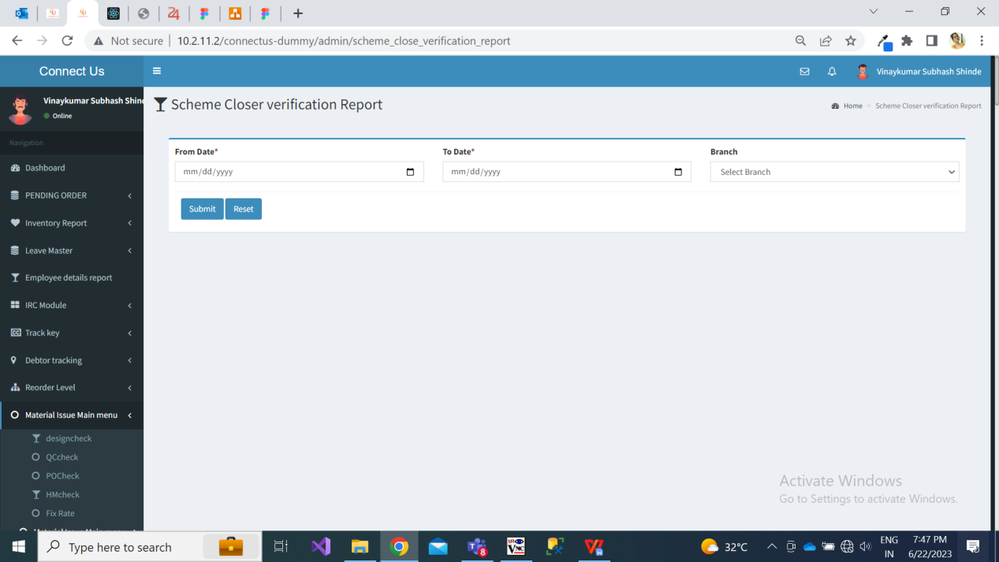 24
Not secure
10.2.11.2/connectus-dummy/admin/scheme_close_verification_report
Connect Us
Vinaykumar Subhash Shinde
Vinaykumar Subhash Shind
Online
Scheme Closer verification Report
Home > Scheme Closer verification Report
Navigation
From Date*
To Date*
Branch
mm/dd/yyyy
mm/dd/yyyy
Select Branch
Submit
Reset
Dashboard
PENDING ORDER
Inventory Report
Leave Master
Employee details report
IRC Module
CC Track key
Debtor tracking
Reorder Level
Material Issue Main menu
designcheck
QCcheck
POCheck
HMcheck
Fix Rate
Activate Windows
Go to Settings to activate Windows.
Type here to search
8
VNC
32°C
ENG
IN
7:47 PM
6/22/2023